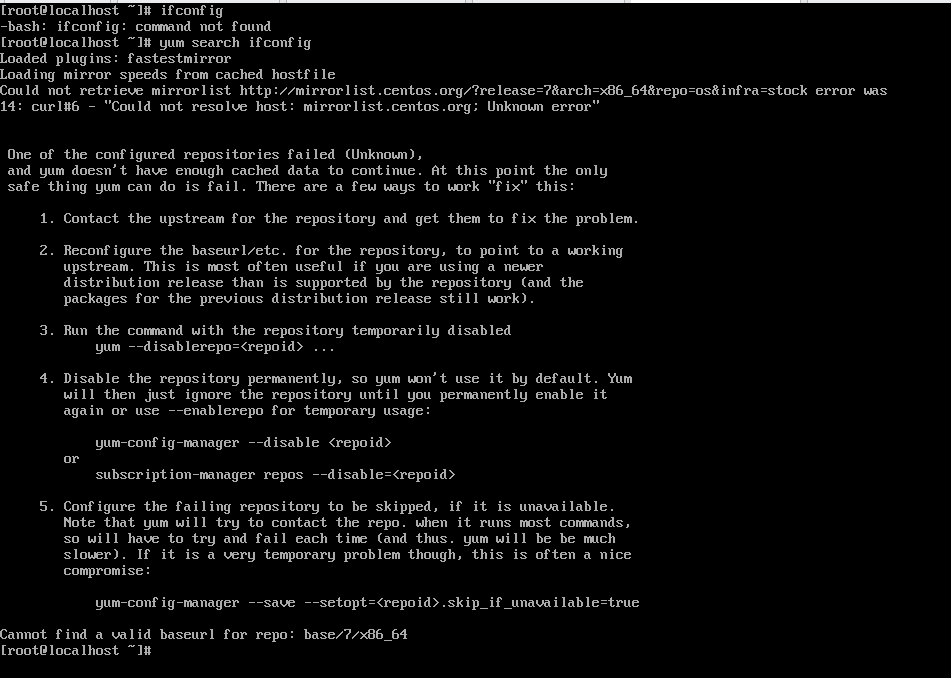 [root@localhost ~]# ifconfig
-bash: ifconfig: command not found
[root@localhost ~]# yum search ifconfig
Loaded plugins: fastestmirror
Loading mirror speeds from cached hostfile
Could not retrieve mirrorlist http://mirrorlist.centos.org/?release=7&arch=x86_64&repo=os&infra=stock error was
14: curl#6 - "Could not resolve host: mirrorlist.centos.org; Unknown error"
One of the configured repositories failed (Unknown),
and yum doesn't have enough cached data to continue. At this point the only
safe thing yum can do is fail. There are a few ways to work "fix" this:
1. Contact the upstream for the repository and get them to fix the problem.
2. Reconfigure the baseurl/etc. for the repository, to point to a working
upstream. This is most often useful if you are using a newer
distribution release than is supported by the repository (and the
packages for the previous distribution release still work).
3. Run the command with the repository temporarily disabled
yum --disablerepo=<repoid> ...
4. Disable the repository permanently, so yum won't use it by default. Yum
will then just ignore the repository until you permanently enable it
again or use --enablerepo for temporary usage:
yum-config-manager --disable <repoid>
or
subscription-manager repos --disable=<repoid>
5. Configure the failing repository to be skipped, if it is unavailable.
Note that yum will try to contact the repo. when it runs most commands,
so will have to try and fail each time (and thus. yum will be be much
slower). If it is a very temporary problem though, this is often a nice
compromise:
yum-config-manager --save --setopt=<repoid>.skip_if_unavailable=true
Cannot find a valid baseurl for repo: base/7/x86_64
[root@localhost ~]#